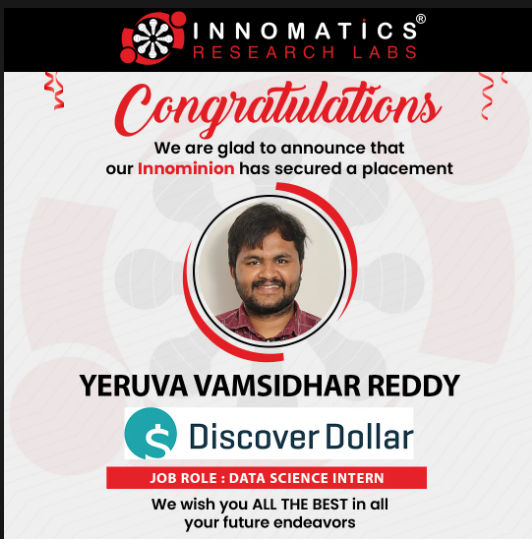 INNOMATICS®
RESEARCH LABS
Congratulations
We are glad to announce that
our Innominion has secured a placement
YERUVA VAMSIDHAR REDDY
$ Discover Dollar
JOB ROLE : DATA SCIENCE INTERN
We wish you ALL THE BEST in all
your future endeavors